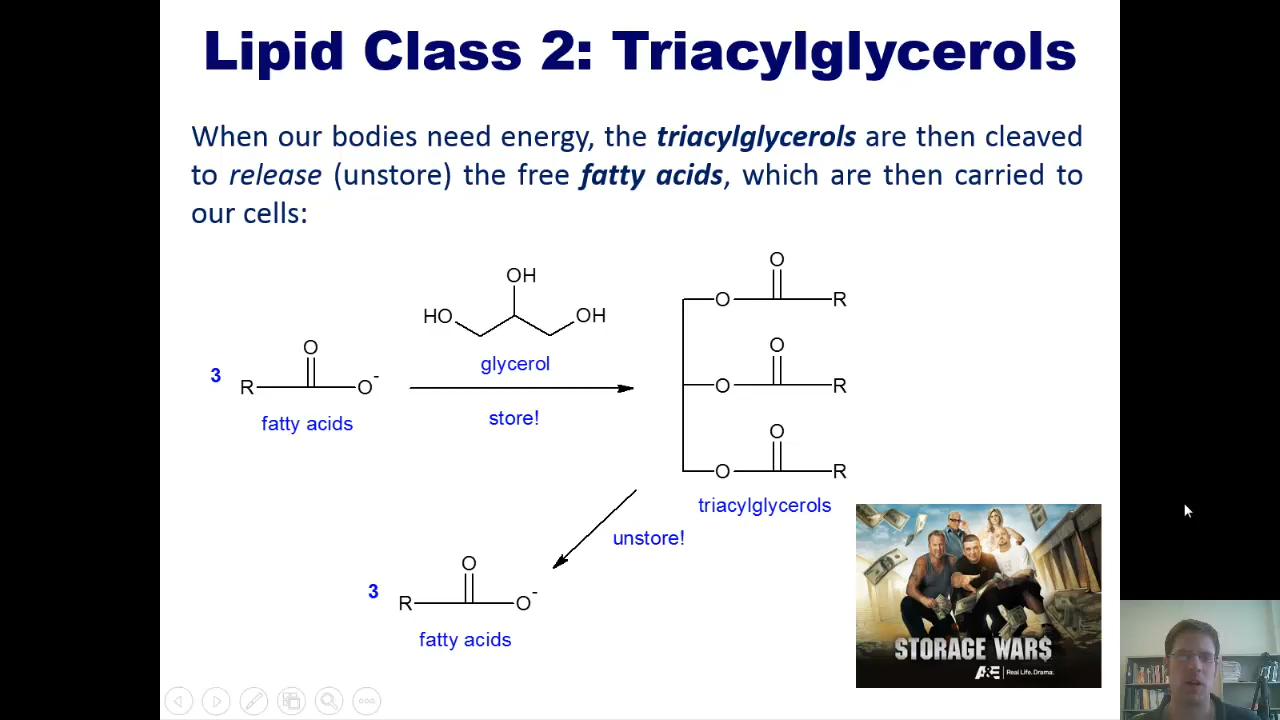 Lipid Class 2: Triacylglycerols
When our bodies need energy, the triacylglycerols are then cleaved
to release (unstore) the free fatty acids, which are then carried to
our cells:
OH
HO
OH
glycerol
3
O
R
O-
fatty acids
store!
O
O
R
O
O
R
O
O
R
triacylglycerols
unstore!
3
O
R
O-
fatty acids
STORAGE WAR$
A&E Real Life. Drama.